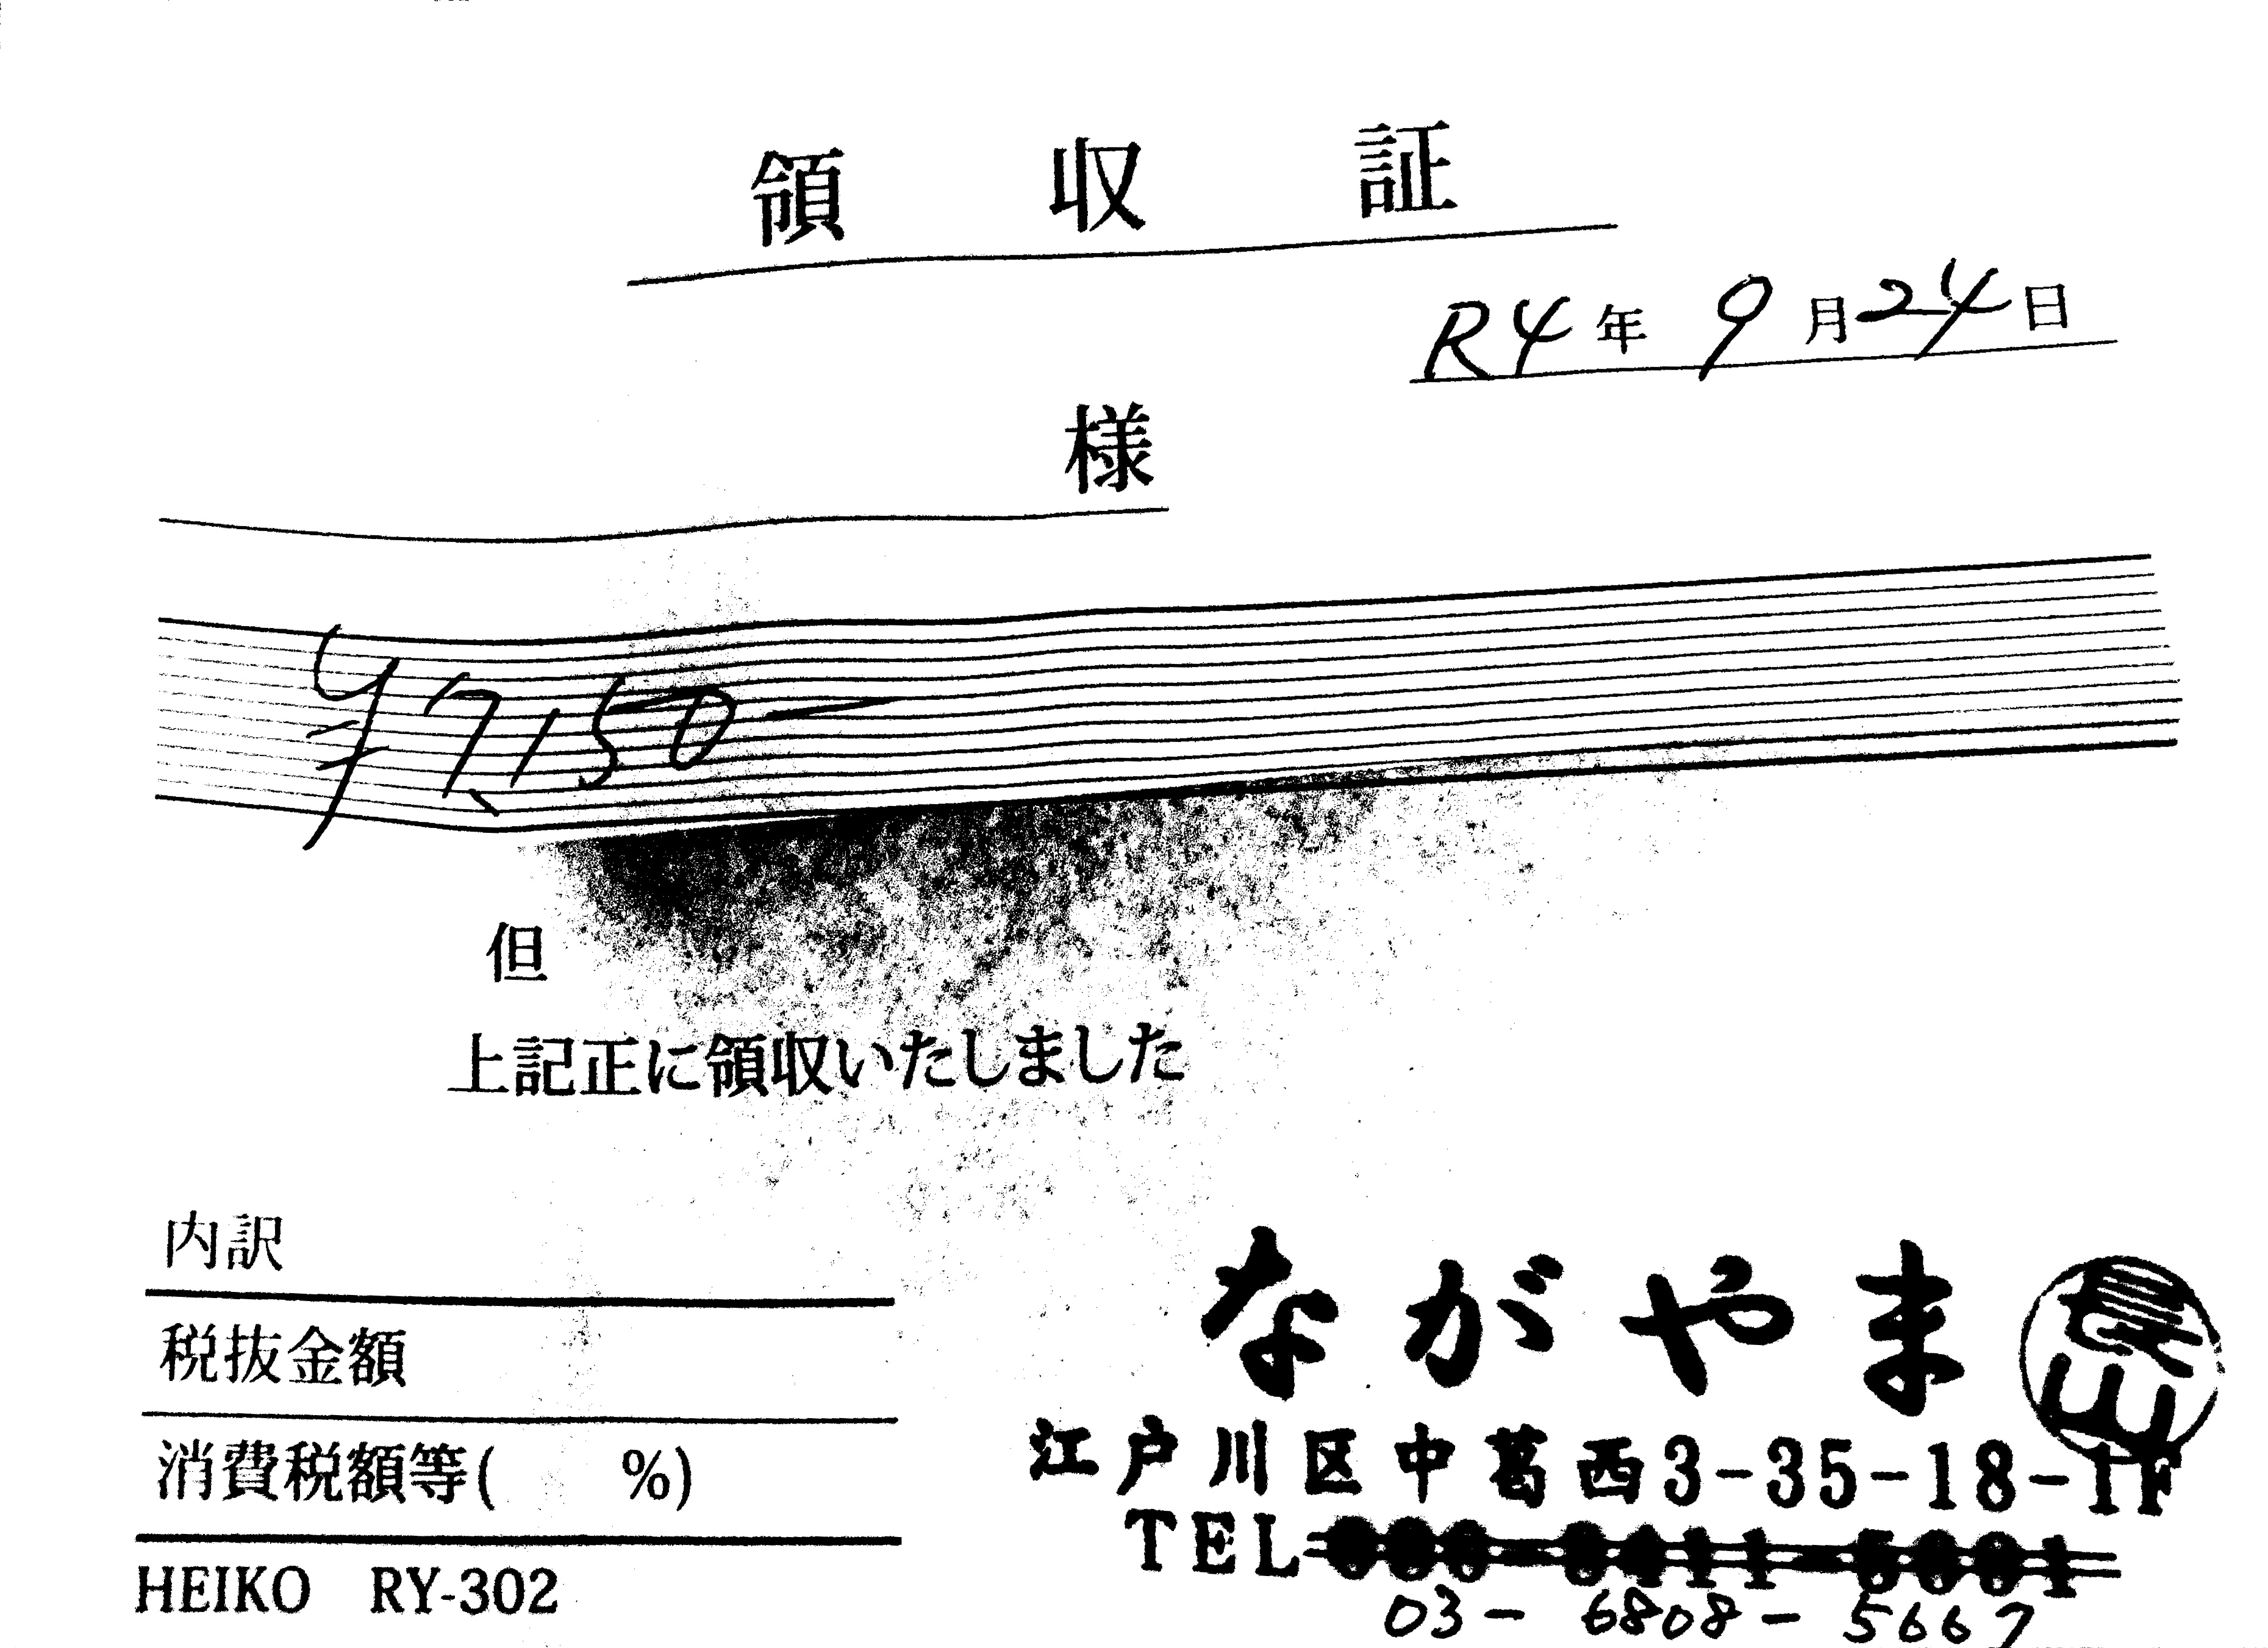 領収証
R4年9月24日
様
¥7,150-
但
上記正に領収いたしました
内訳
税抜金額
消費税額等( %)
HEIKO RY-302
ながやま
長山
江戸川区中葛西3-35-18-1F
TEL
03-6808-5667